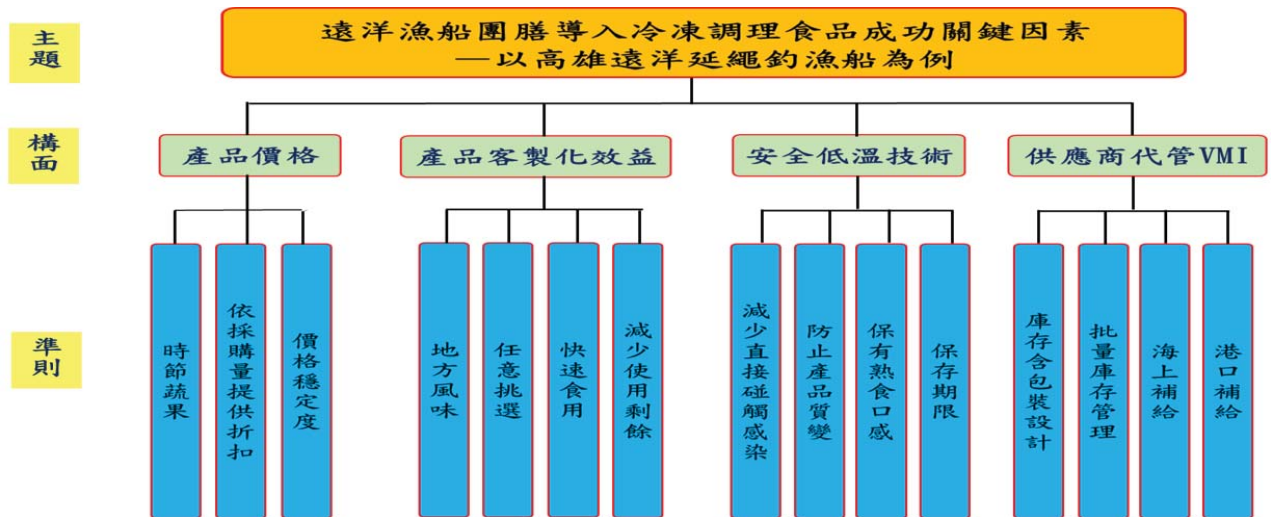 主題
遠洋漁船團膳導入冷凍調理食品成功關鍵因素
—以高雄遠洋延繩釣漁船為例
構面
產品價格
產品客製化效益
安全低溫技術
供應商代管VMI
準則
時節蔬果
依採購量提供折扣
價格穩定度
地方風味
任意挑選
快速食用
減少使用剩餘
減少直接碰觸感染
防止產品質變
保有熟食口感
保存期限
庫存含包裝設計
批量庫存管理
海上補給
港口補給